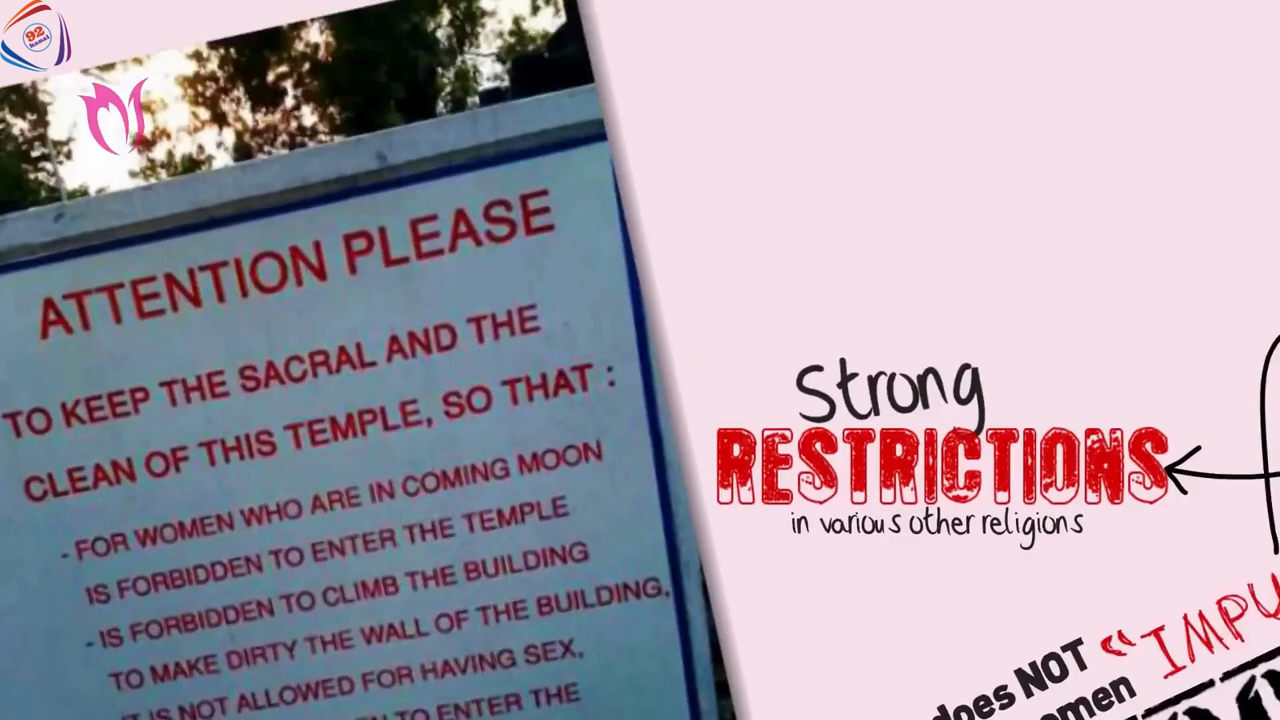 92
kanal
ATTENTION PLEASE
TO KEEP THE SACRAL AND THE
CLEAN OF THIS TEMPLE, SO THAT :
- FOR WOMEN WHO ARE IN COMING MOON
IS FORBIDDEN TO ENTER THE TEMPLE
- IS FORBIDDEN TO CLIMB THE BUILDING
TO MAKE DIRTY THE WALL OF THE BUILDING,
IT IS NOT ALLOWED FOR HAVING SEX,
TO ENTER THE
Strong
RESTRICTIONS
in various other religions
does NOT "IMPU